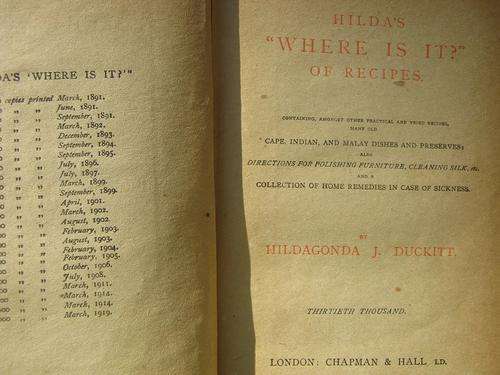 DA'S 'WHERE IS IT?'"
copies printed March, 1891.
" " June, 1891.
" " September, 1891.
" " March, 1892.
" " December, 1893.
" " September, 1894.
" " September, 1895.
" " July, 1896.
" " July, 1897.
" " March, 1899.
" " September, 1899.
" " April, 1901.
" " March, 1902.
" " August, 1902.
" " February, 1903.
" " August, 1903.
" " February, 1904.
" " February, 1905.
" " October, 1906.
" " July, 1908.
" " March, 1911.
" " March, 1914.
" " March, 1914.
" " March, 1919.
HILDA'S
"WHERE IS IT?"
OF RECIPES.
CONTAINING, AMONGST OTHER PRACTICAL AND TRIED RECIPES,
MANY OLD
CAPE, INDIAN, AND MALAY DISHES AND PRESERVES;
ALSO
DIRECTIONS FOR POLISHING FURNITURE, CLEANING SILK, etc.
AND A
COLLECTION OF HOME REMEDIES IN CASE OF SICKNESS.
BY
HILDAGONDA J. DUCKITT.
THIRTIETH THOUSAND.
LONDON: CHAPMAN & HALL, LD.